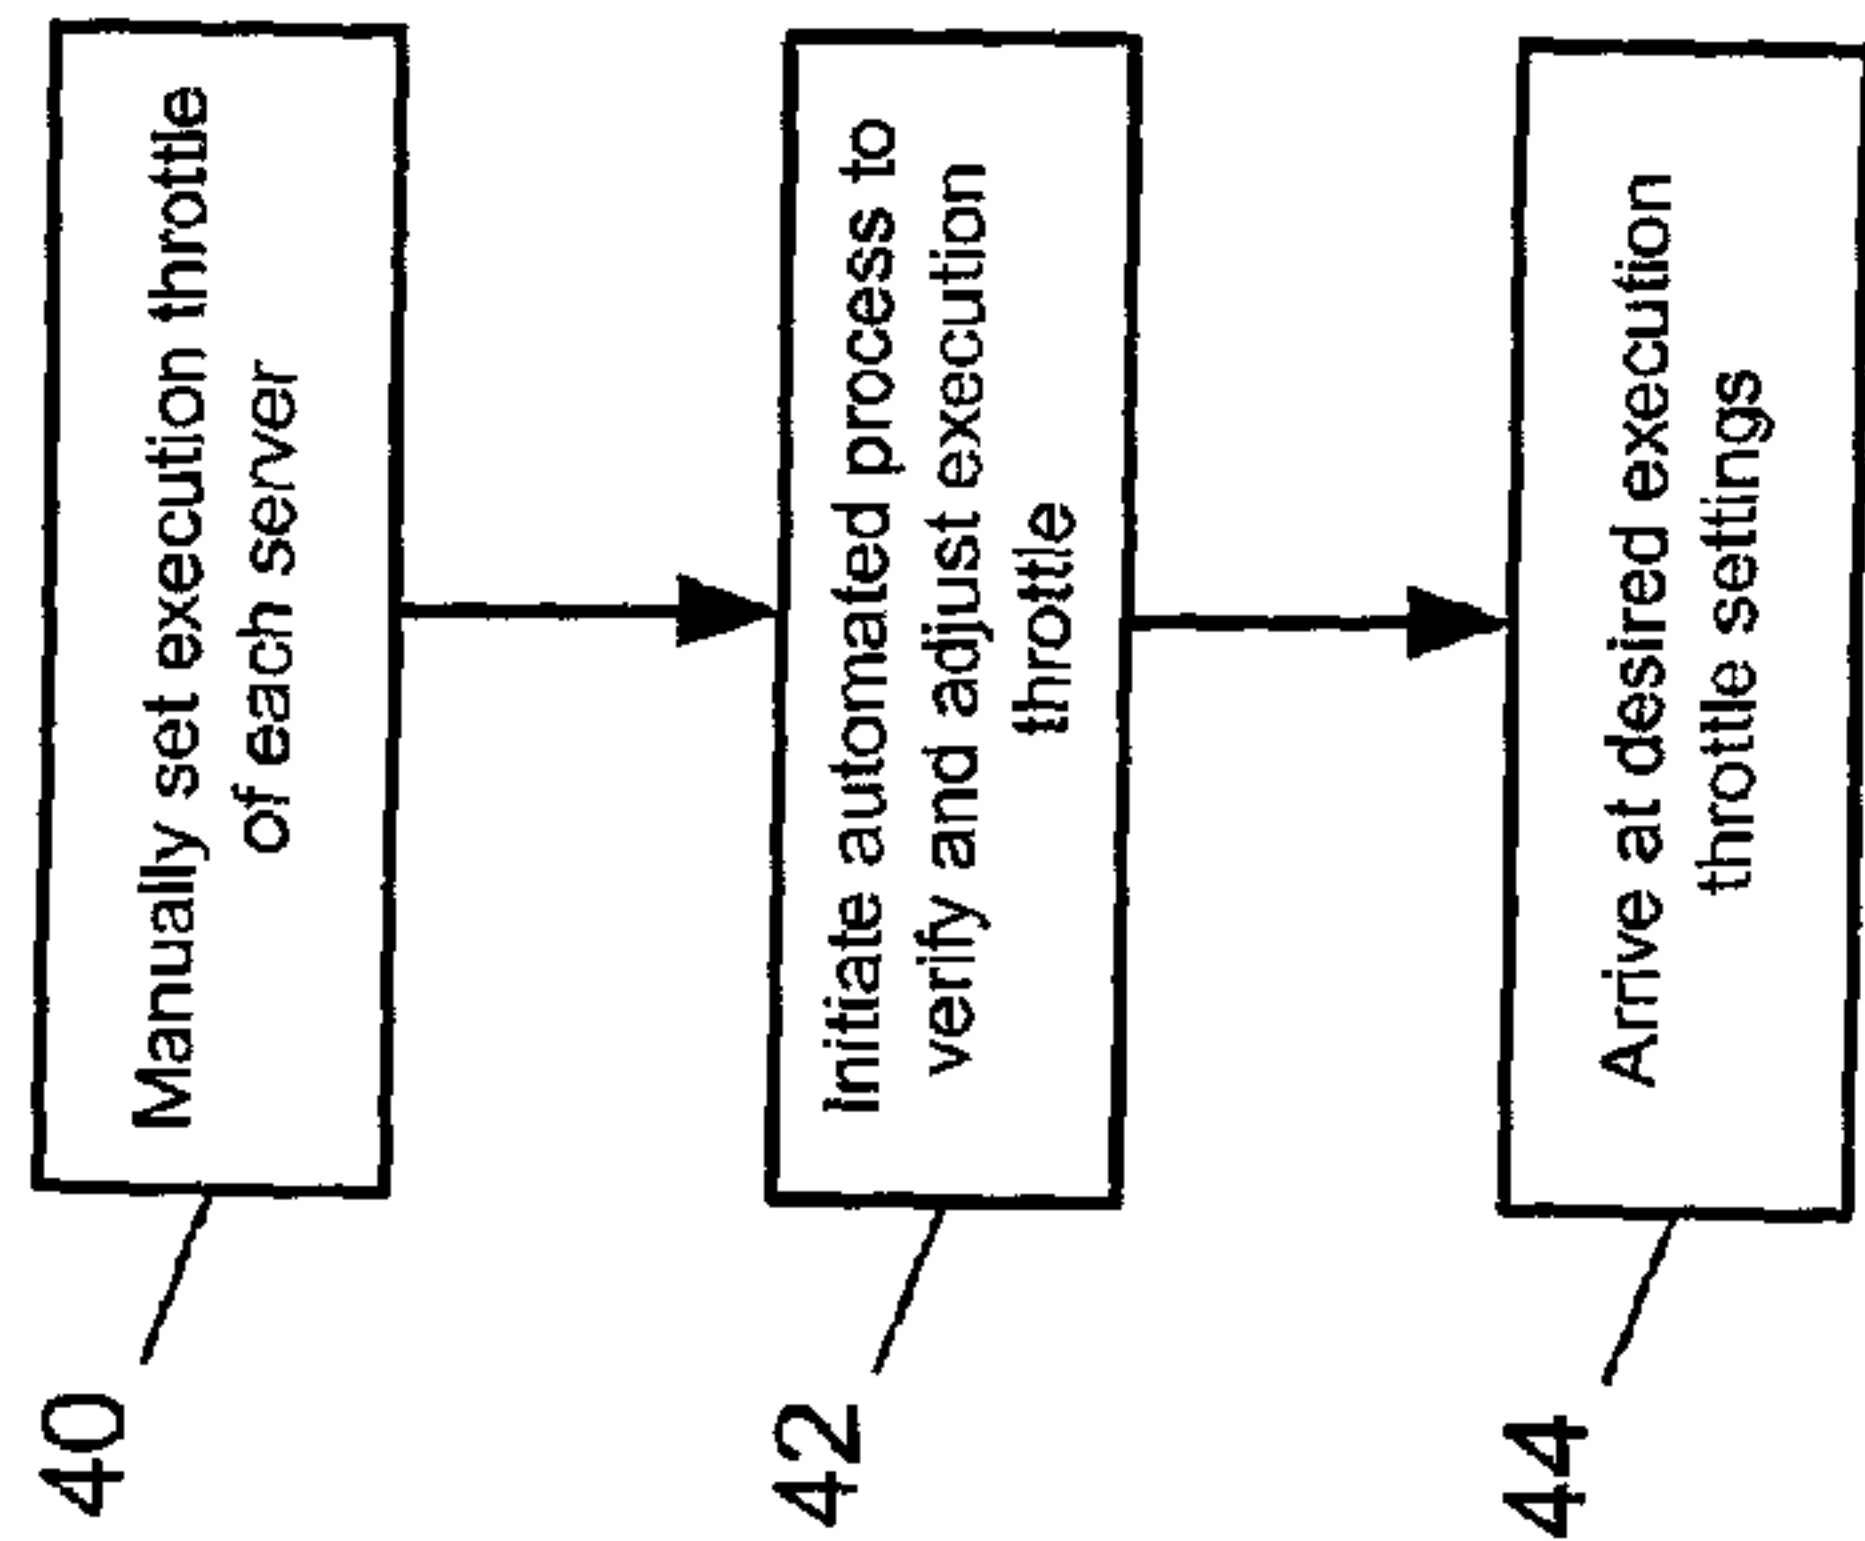 40
Manually set execution throttle
of each server
42
Initiate automated process to
verify and adjust execution
throttle
44
Arrive at desired execution
throttle settings